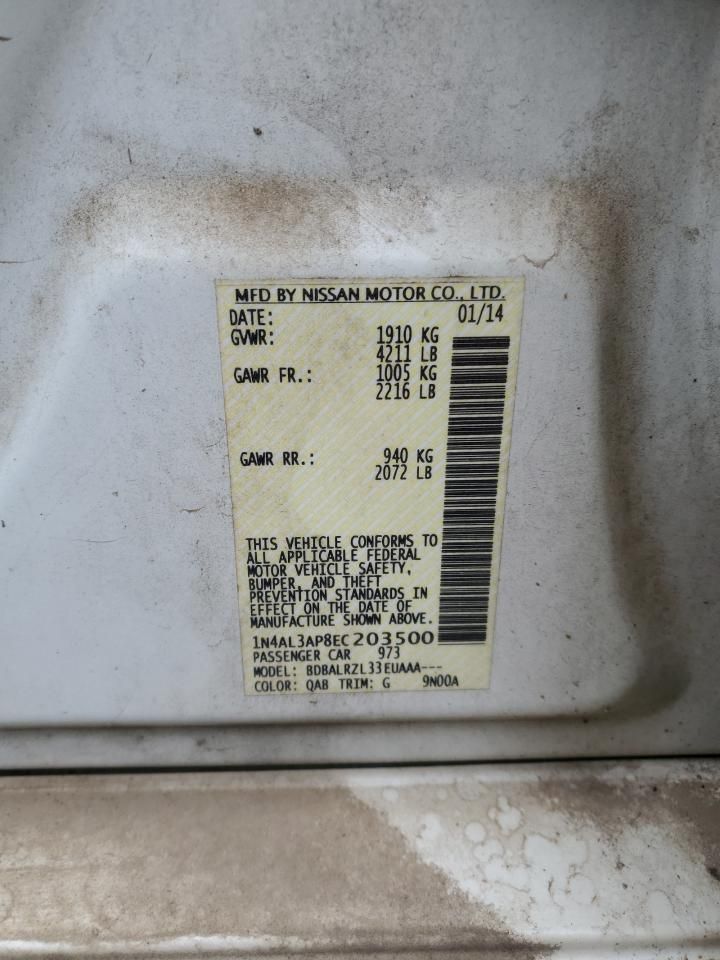 MFD BY NISSAN MOTOR CO., LTD.
DATE: 01/14
GVWR: 1910 KG
4211 LB
GAWR FR.: 1005 KG
2216 LB
GAWR RR.: 940 KG
2072 LB
THIS VEHICLE CONFORMS TO
ALL APPLICABLE FEDERAL
MOTOR VEHICLE SAFETY,
BUMPER, AND THEFT
PREVENTION STANDARDS IN
EFFECT ON THE DATE OF
MANUFACTURE SHOWN ABOVE.
1N4AL3AP8EC203500
PASSENGER CAR 973
MODEL: BDBALRZL33EUAAA---
COLOR: QAB TRIM: G 9N00A